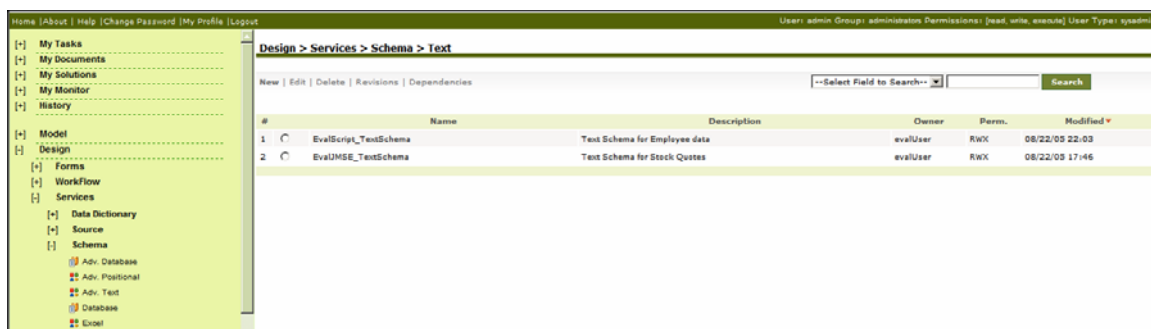 Home |About | Help |Change Password |My Profile |Logout
User: admin Group: administrators Permissions: [read, write, execute] User Type: sysadmi
[+] My Tasks
[+] My Documents
[+] My Solutions
[+] My Monitor
[+] History
[+] Model
[-] Design
[+] Forms
[+] WorkFlow
[-] Services
[+] Data Dictionary
[+] Source
[-] Schema
Adv. Database
Adv. Positional
Adv. Text
Database
Excel
Design > Services > Schema > Text
New | Edit | Delete | Revisions | Dependencies
--Select Field to Search-- Search
# Name Description Owner Perm. Modified
1 EvalScript_TextSchema Text Schema for Employee data evalUser RWX 08/22/05 22:03
2 EvalJMSE_TextSchema Text Schema for Stock Quotes evalUser RWX 08/22/05 17:46